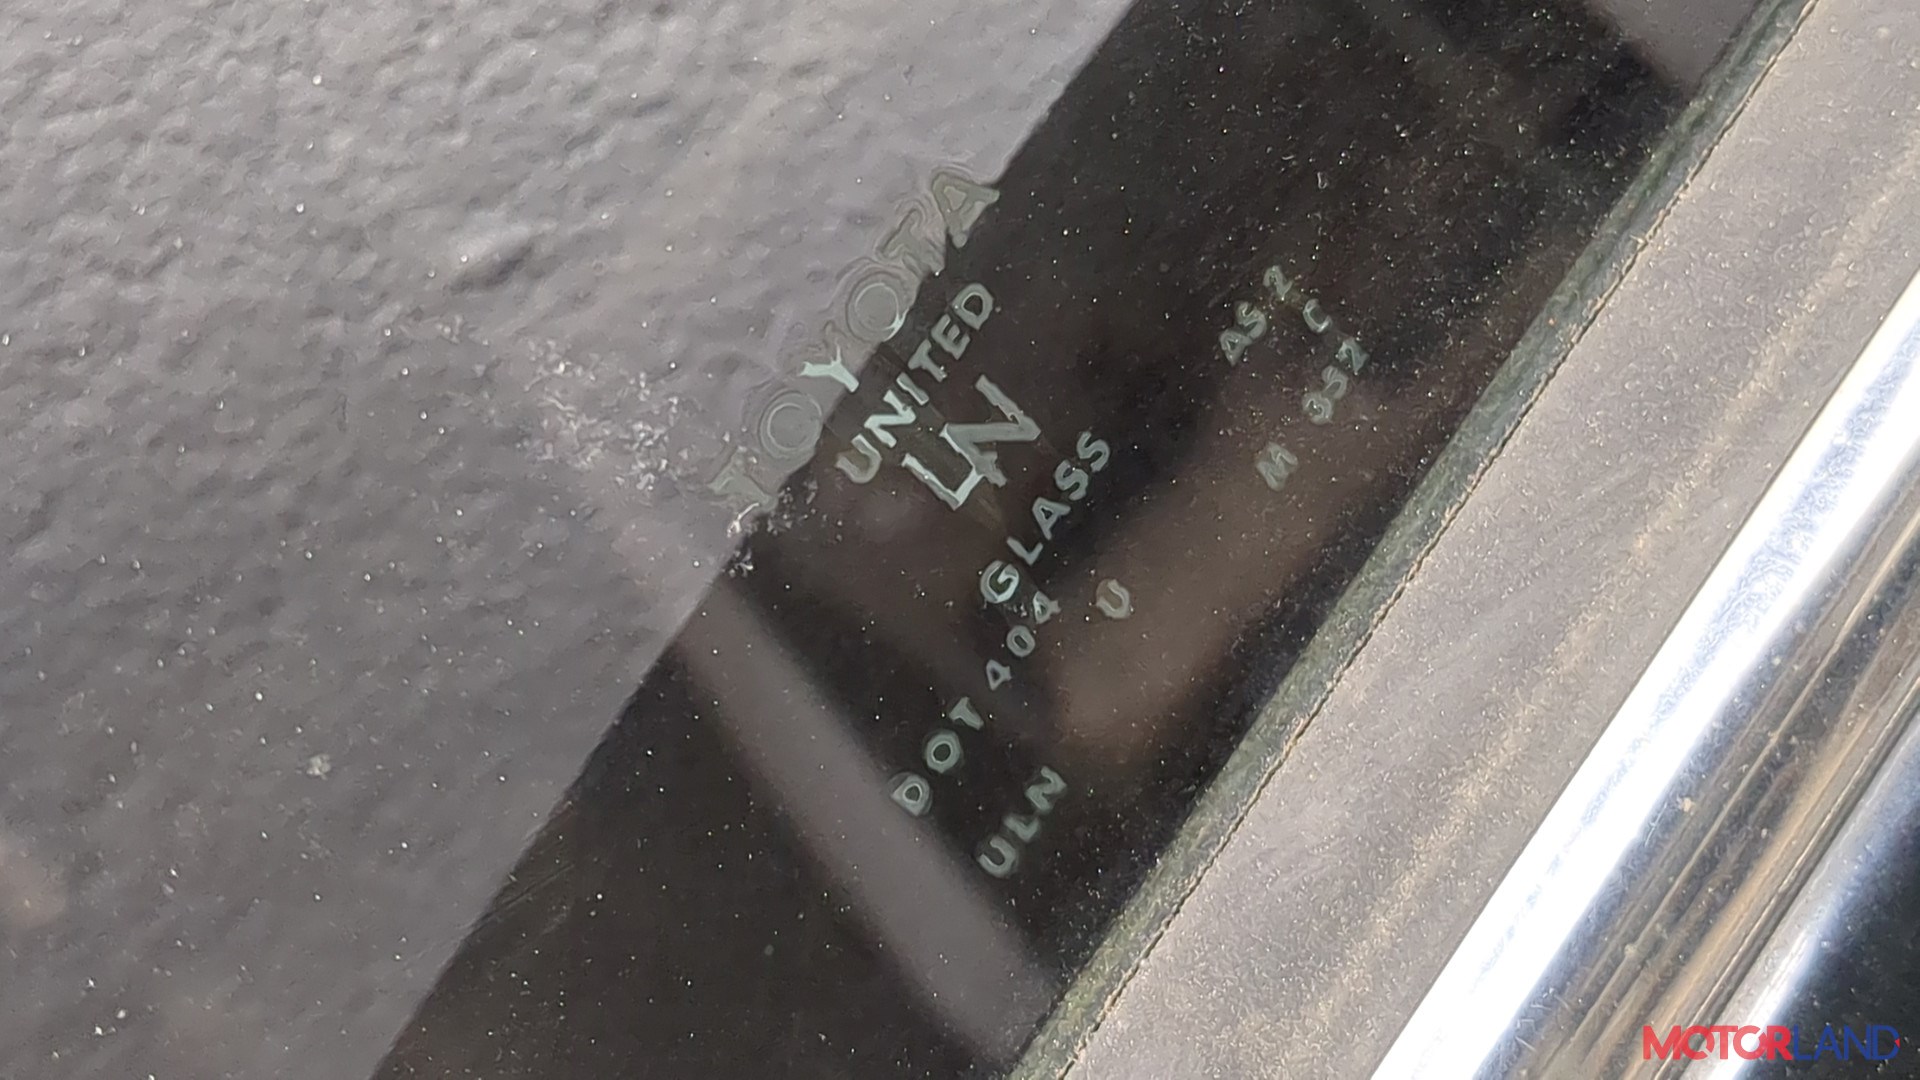 TOYOTA
UNITED
LN
GLASS
DOT 404 U AS 2
C
ULN M 352
MOTORLAND